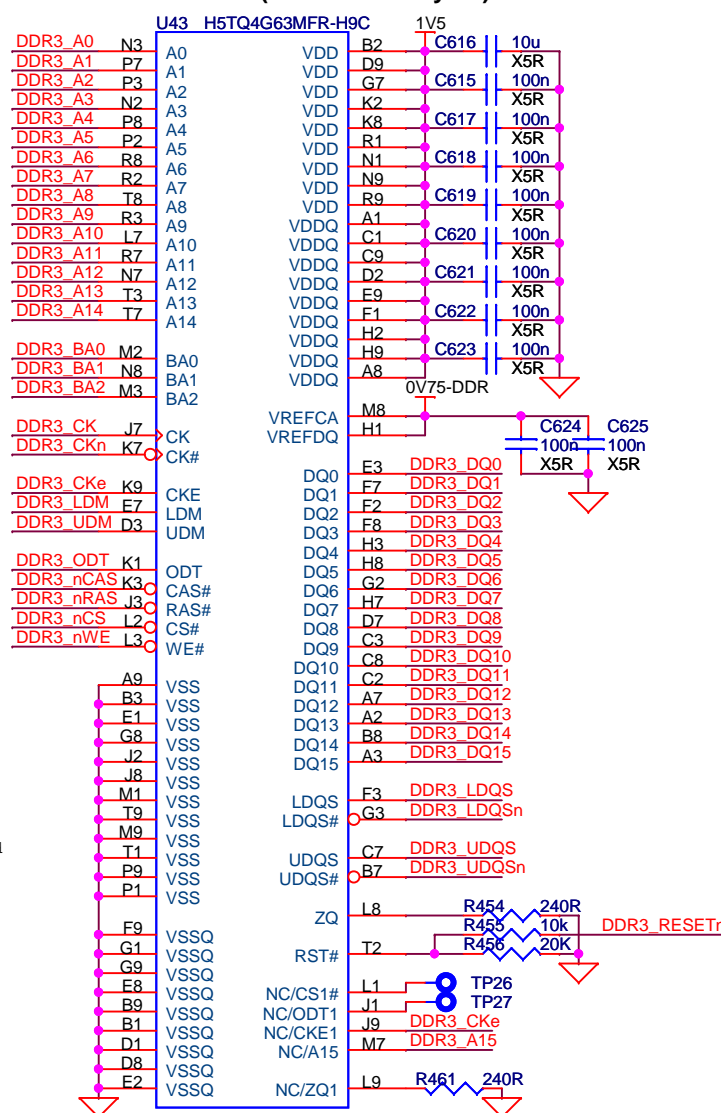 U43 H5TQ4G63MFR-H9C 1V5
DDR3_A0 N3 A0 VDD B2 C616 10u X5R
DDR3_A1 P7 A1 VDD D9
DDR3_A2 P3 A2 VDD G7 C615 100n X5R
DDR3_A3 N2 A3 VDD K2
DDR3_A4 P8 A4 VDD K8 C617 100n X5R
DDR3_A5 P2 A5 VDD R1
DDR3_A6 R8 A6 VDD N1 C618 100n X5R
DDR3_A7 R2 A7 VDD N9
DDR3_A8 T8 A8 VDD R9 C619 100n X5R
DDR3_A9 R3 A9 VDDQ A1
DDR3_A10 L7 A10 VDDQ C1 C620 100n X5R
DDR3_A11 R7 A11 VDDQ C9
DDR3_A12 N7 A12 VDDQ D2 C621 100n X5R
DDR3_A13 T3 A13 VDDQ E9
DDR3_A14 T7 A14 VDDQ F1 C622 100n X5R
VDDQ H2
DDR3_BA0 M2 BA0 VDDQ H9 C623 100n X5R
DDR3_BA1 N8 BA1 VDDQ A8
DDR3_BA2 M3 BA2
0V75-DDR
VREFCA M8
DDR3_CK J7 CK VREFDQ H1
C624 100n X5R
C625 100n X5R
DDR3_CKn K7 CK#
DQ0 E3 DDR3_DQ0
DDR3_CKe K9 CKE DQ1 F7 DDR3_DQ1
DDR3_LDM E7 LDM DQ2 F2 DDR3_DQ2
DDR3_UDM D3 UDM DQ3 F8 DDR3_DQ3
DQ4 H3 DDR3_DQ4
DDR3_ODT K1 ODT DQ5 H8 DDR3_DQ5
DDR3_nCAS K3 CAS# DQ6 G2 DDR3_DQ6
DDR3_nRAS J3 RAS# DQ7 H7 DDR3_DQ7
DDR3_nCS L2 CS# DQ8 D7 DDR3_DQ8
DDR3_nWE L3 WE# DQ9 C3 DDR3_DQ9
DQ10 C8 DDR3_DQ10
A9 VSS DQ11 C2 DDR3_DQ11
B3 VSS DQ12 A7 DDR3_DQ12
E1 VSS DQ13 A2 DDR3_DQ13
G8 VSS DQ14 B8 DDR3_DQ14
J2 VSS DQ15 A3 DDR3_DQ15
J8 VSS
M1 VSS LDQS F3 DDR3_LDQS
T9 VSS LDQS# G3 DDR3_LDQSn
M9 VSS
T1 VSS UDQS C7 DDR3_UDQS
P9 VSS UDQS# B7 DDR3_UDQSn
P1 VSS
ZQ L8 R454 240R
F9 VSSQ R455 10k DDR3_RESETn
G1 VSSQ RST# T2 R456 20K
G9 VSSQ
E8 VSSQ NC/CS1# L1 TP26
B9 VSSQ NC/ODT1 J1 TP27
B1 VSSQ NC/CKE1 J9 DDR3_CKe
D1 VSSQ NC/A15 M7 DDR3_A15
D8 VSSQ
E2 VSSQ NC/ZQ1 L9 R461 240R